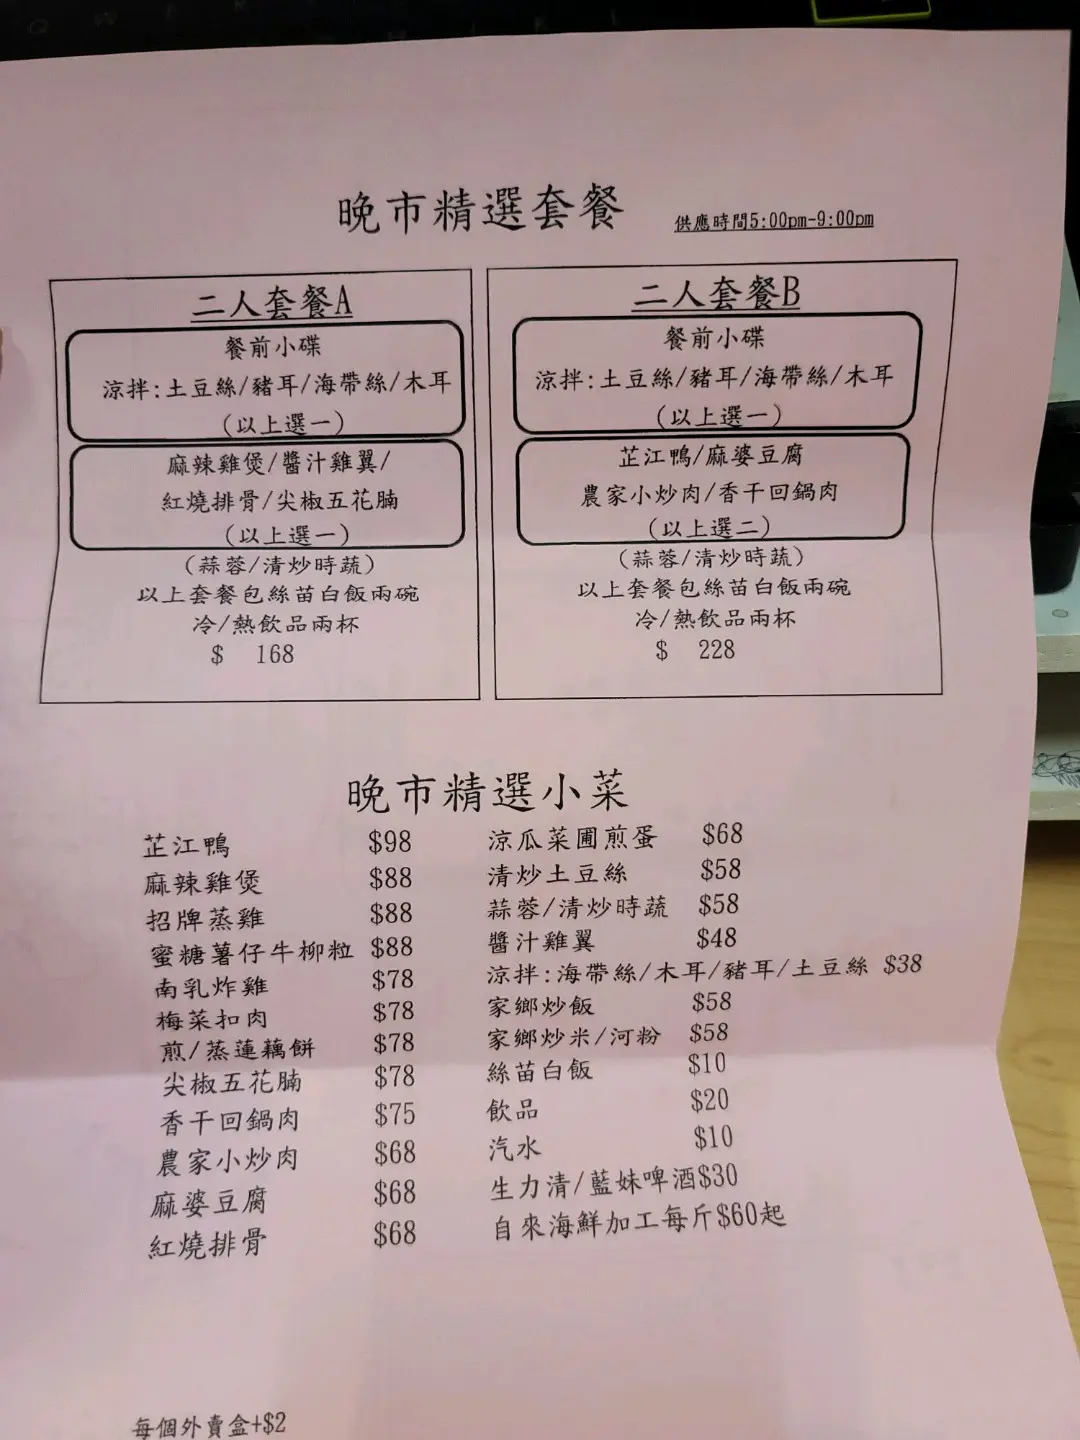 晚市精選套餐
供應時間5:00pm-9:00pm
二人套餐A
餐前小碟
涼拌:土豆絲/豬耳/海帶絲/木耳
(以上選一)
麻辣雞煲/醬汁雞翼/
紅燒排骨/尖椒五花腩
(以上選一)
(蒜蓉/清炒時蔬)
以上套餐包絲苗白飯兩碗
冷/熱飲品兩杯
$ 168
二人套餐B
餐前小碟
涼拌:土豆絲/豬耳/海帶絲/木耳
(以上選一)
芷江鴨/麻婆豆腐
農家小炒肉/香干回鍋肉
(以上選二)
(蒜蓉/清炒時蔬)
以上套餐包絲苗白飯兩碗
冷/熱飲品兩杯
$ 228
晚市精選小菜
芷江鴨 $98
麻辣雞煲 $88
招牌蒸雞 $88
蜜糖薯仔牛柳粒 $88
南乳炸雞 $78
梅菜扣肉 $78
煎/蒸蓮藕餅 $78
尖椒五花腩 $78
香干回鍋肉 $75
農家小炒肉 $68
麻婆豆腐 $68
紅燒排骨 $68
涼瓜菜圃煎蛋 $68
清炒土豆絲 $58
蒜蓉/清炒時蔬 $58
醬汁雞翼 $48
涼拌:海帶絲/木耳/豬耳/土豆絲 $38
家鄉炒飯 $58
家鄉炒米/河粉 $58
絲苗白飯 $10
飲品 $20
汽水 $10
生力清/藍妹啤酒$30
自來海鮮加工每斤$60起
每個外賣盒+$2